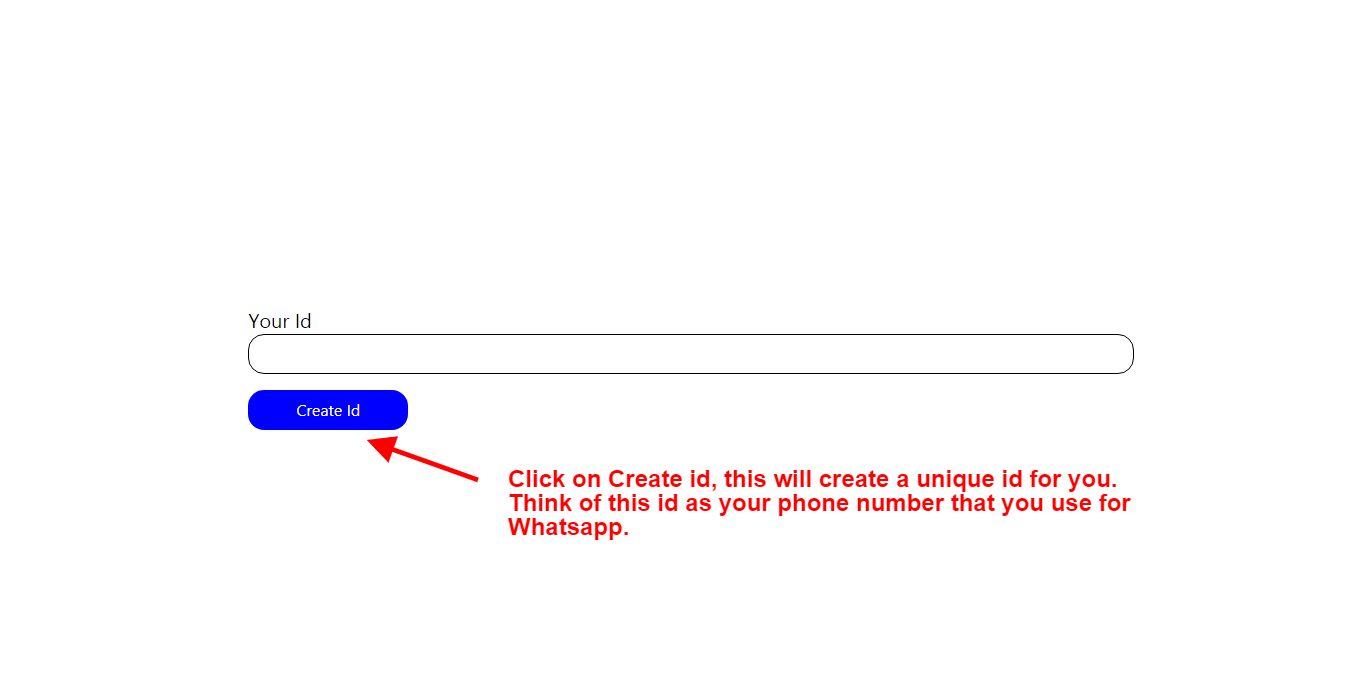 Your Id
Create Id
Click on Create id, this will create a unique id for you.
Think of this id as your phone number that you use for
Whatsapp.